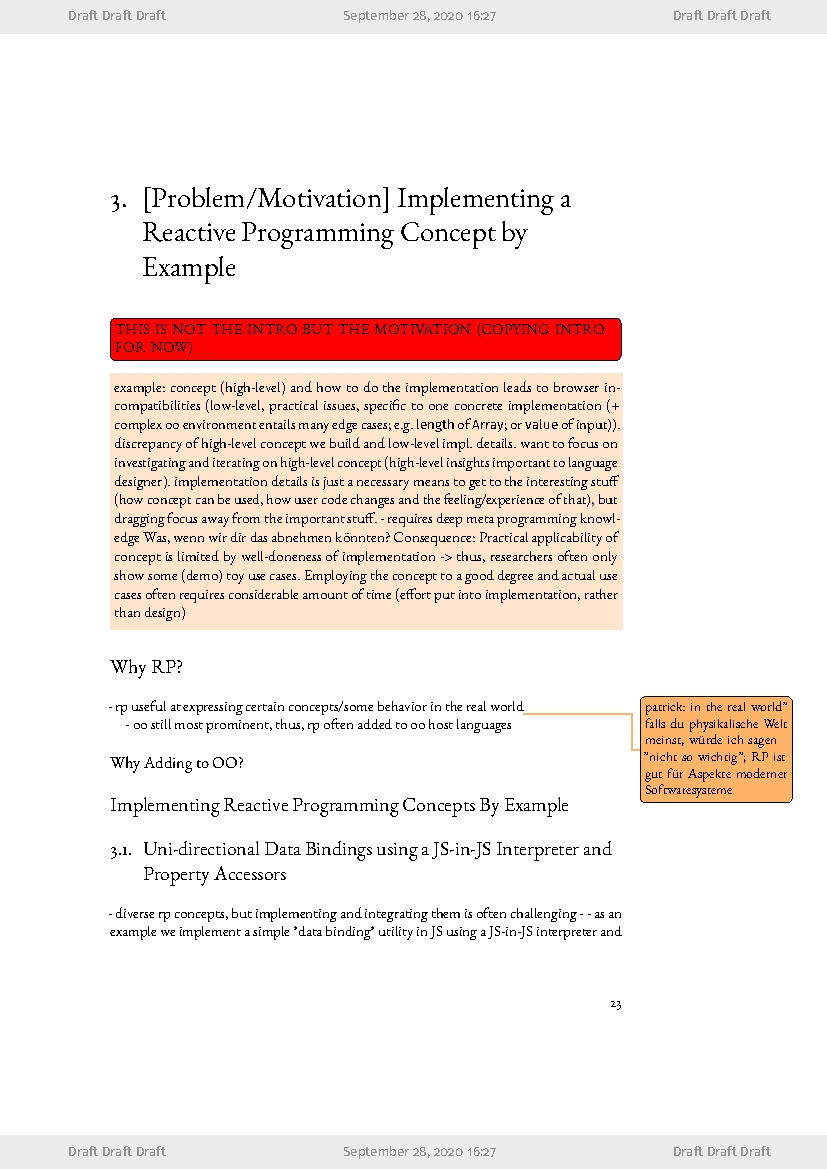 Draft Draft Draft September 28, 2020 16:27 Draft Draft Draft
3. [Problem/Motivation] Implementing a
Reactive Programming Concept by
Example
THIS IS NOT THE INTRO BUT THE MOTIVATION (COPYING INTRO
FOR NOW)
example: concept (high-level) and how to do the implementation leads to browser in-
compatibilities (low-level, practical issues, specific to one concrete implementation (+
complex oo environment entails many edge cases; e.g. length of Array; or value of input)).
discrepancy of high-level concept we build and low-level impl. details. want to focus on
investigating and iterating on high-level concept (high-level insights important to language
designer). implementation details is just a necessary means to get to the interesting stuff
(how concept can be used, how user code changes and the feeling/experience of that), but
dragging focus away from the important stuff. - requires deep meta programming knowl-
edge Was, wenn wir dir das abnehmen könnten? Consequence: Practical applicability of
concept is limited by well-doneness of implementation -> thus, researchers often only
show some (demo) toy use cases. Employing the concept to a good degree and actual use
cases often requires considerable amount of time (effort put into implementation, rather
than design)
Why RP?
- rp useful at expressing certain concepts/some behavior in the real world
- oo still most prominent, thus, rp often added to oo host languages
patrick: in the real world”
falls du physikalische Welt
meinst, würde ich sagen
”nicht so wichtig”; RP ist
gut für Aspekte moderner
Softwaresysteme
Why Adding to OO?
Implementing Reactive Programming Concepts By Example
3.1. Uni-directional Data Bindings using a JS-in-JS Interpreter and
Property Accessors
- diverse rp concepts, but implementing and integrating them is often challenging - - as an
example we implement a simple "data binding" utility in JS using a JS-in-JS interpreter and
23
Draft Draft Draft September 28, 2020 16:27 Draft Draft Draft